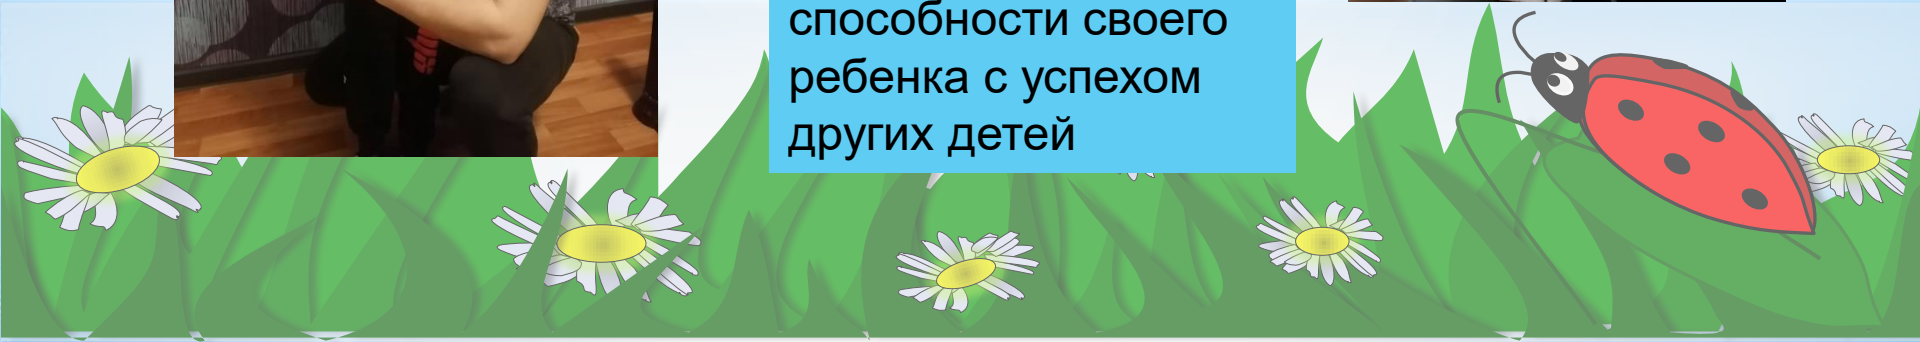 способности своего
ребенка с успехом
других детей